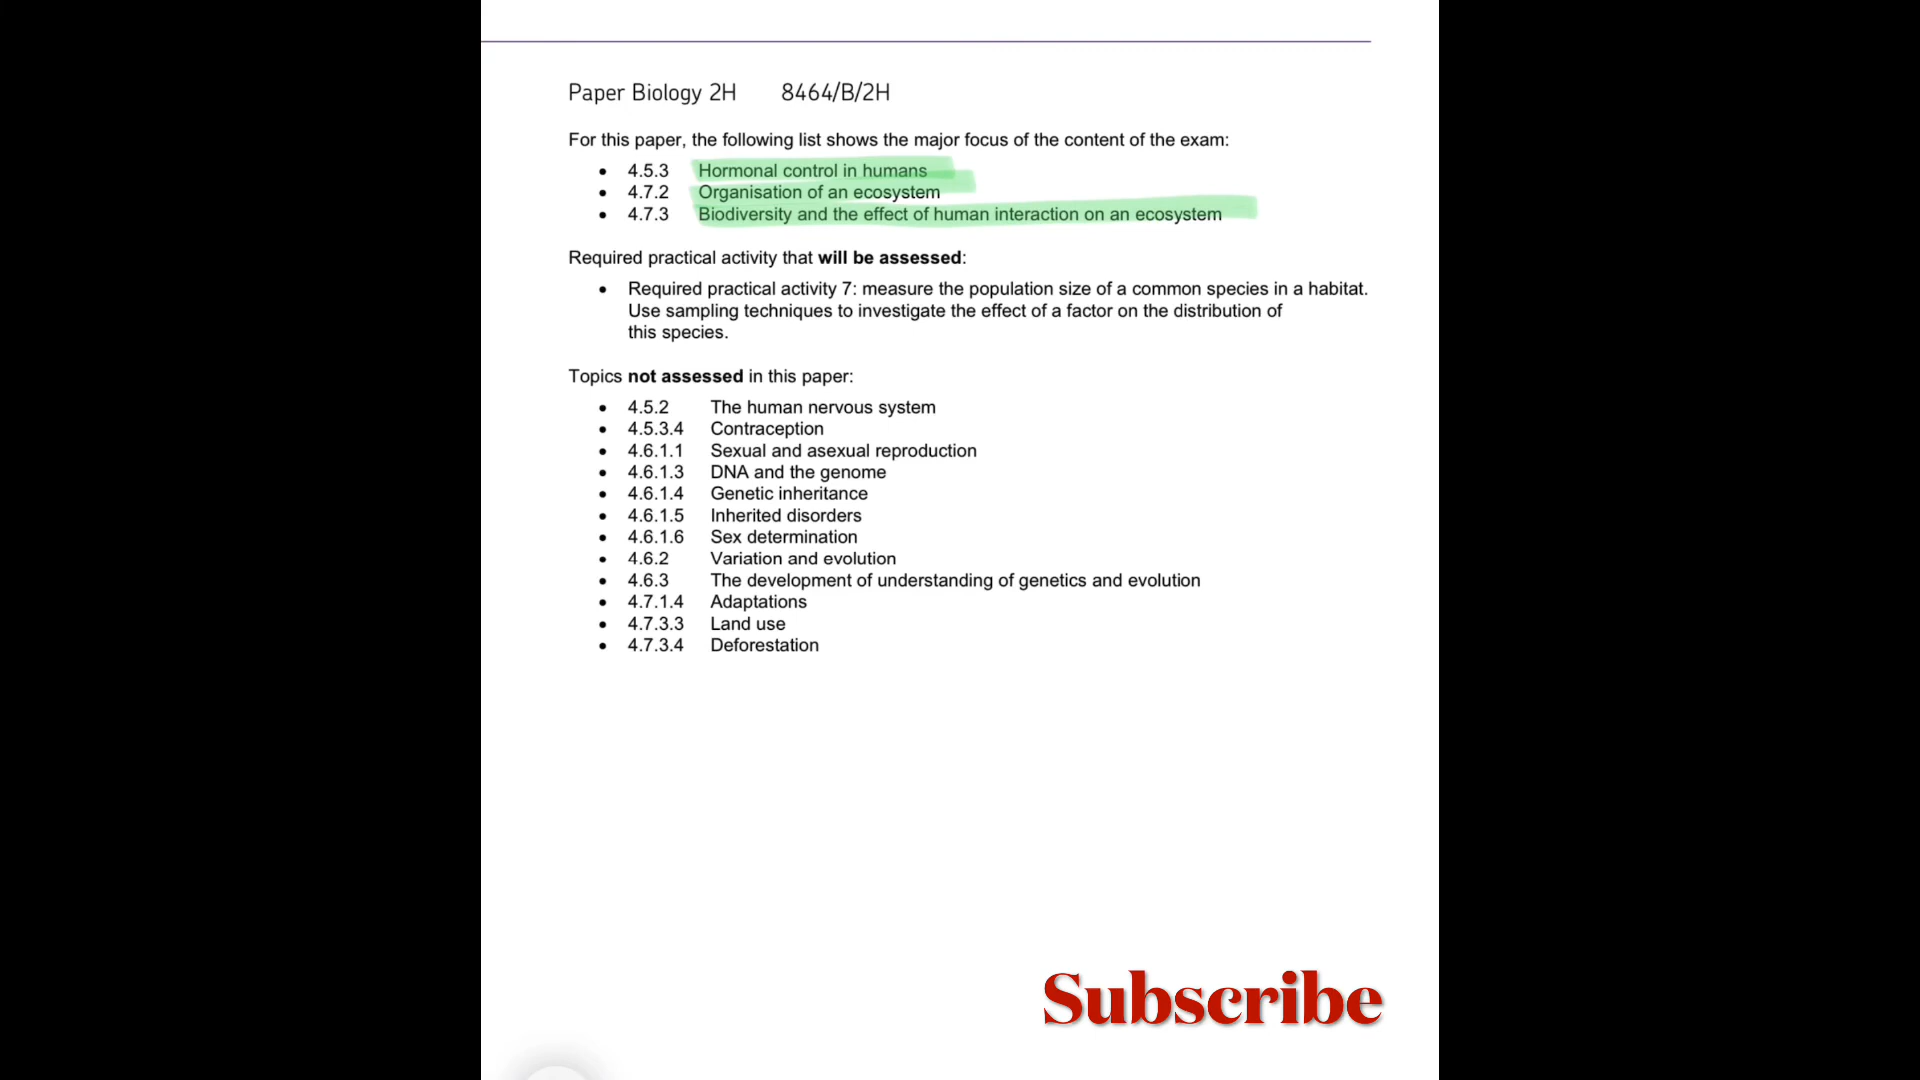 Paper Biology 2H 8464/B/2H
For this paper, the following list shows the major focus of the content of the exam:
• 4.5.3 Hormonal control in humans
• 4.7.2 Organisation of an ecosystem
• 4.7.3 Biodiversity and the effect of human interaction on an ecosystem
Required practical activity that will be assessed:
• Required practical activity 7: measure the population size of a common species in a habitat.
Use sampling techniques to investigate the effect of a factor on the distribution of
this species.
Topics not assessed in this paper:
• 4.5.2 The human nervous system
• 4.5.3.4 Contraception
• 4.6.1.1 Sexual and asexual reproduction
• 4.6.1.3 DNA and the genome
• 4.6.1.4 Genetic inheritance
• 4.6.1.5 Inherited disorders
• 4.6.1.6 Sex determination
• 4.6.2 Variation and evolution
• 4.6.3 The development of understanding of genetics and evolution
• 4.7.1.4 Adaptations
• 4.7.3.3 Land use
• 4.7.3.4 Deforestation
Subscribe